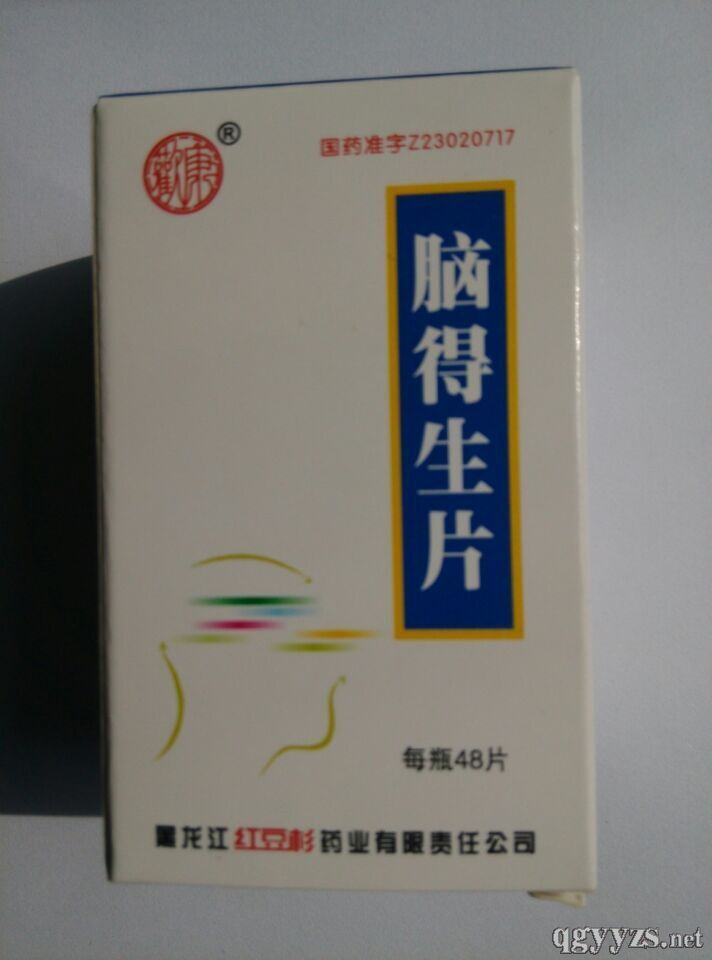 歡康
®
国药准字Z23020717
脑得生片
每瓶48片
黑龙江红豆杉药业有限责任公司
qgyyzs.net